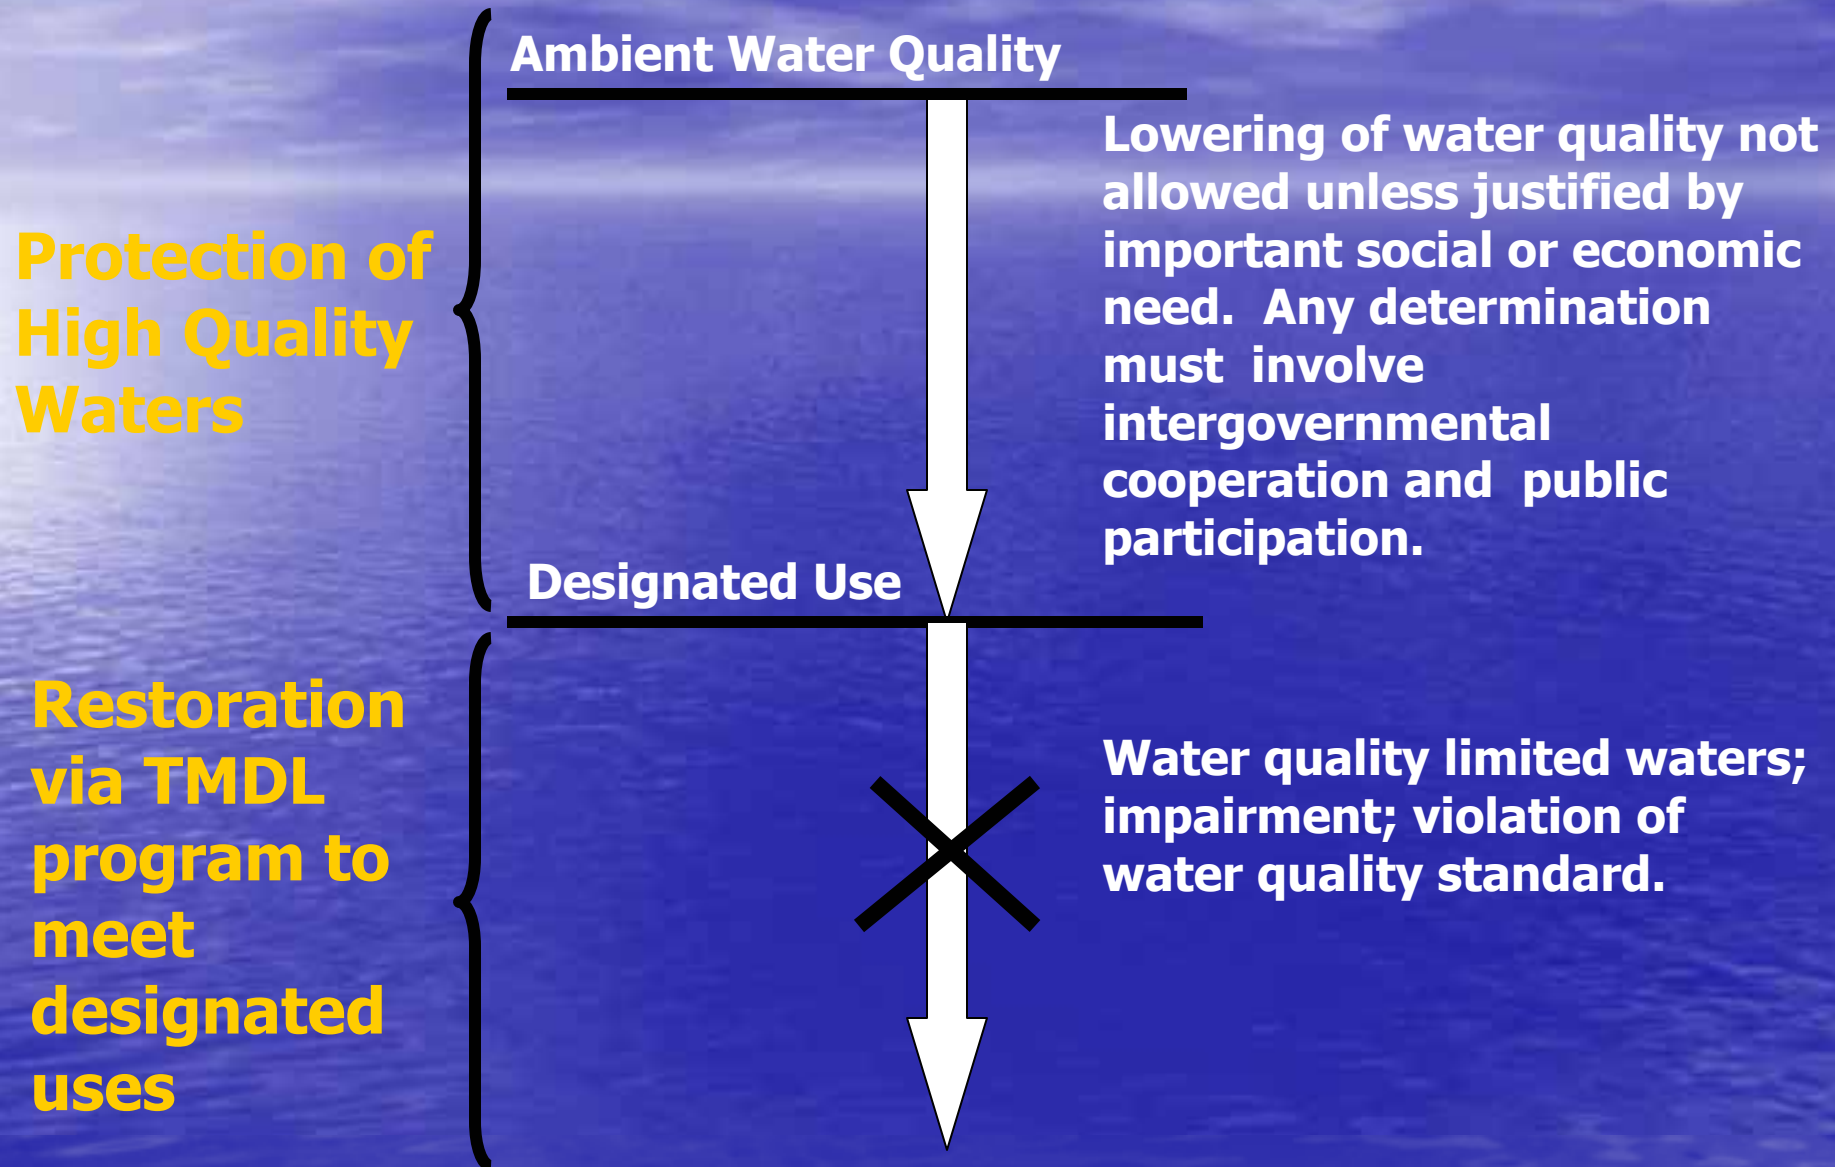 Ambient Water Quality
Protection of
High Quality
Waters
Lowering of water quality not
allowed unless justified by
important social or economic
need.  Any determination
must  involve
intergovernmental
cooperation and  public
participation.
Designated Use
Restoration
via TMDL
program to
meet
designated
uses
Water quality limited waters;
impairment; violation of
water quality standard.